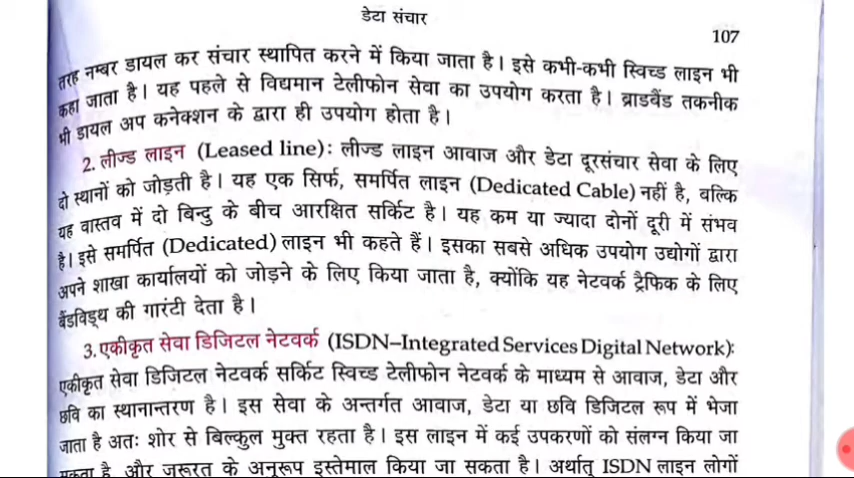 डेटा संचार
107
तरह नम्बर डायल कर संचार स्थापित करने में किया जाता है। इसे कभी-कभी स्विच्ड लाइन भी
कहा जाता है। यह पहले से विद्यमान टेलीफोन सेवा का उपयोग करता है। ब्राडबैंड तकनीक
भी डायल अप कनेक्शन के द्वारा ही उपयोग होता है।
2. लीज्ड लाइन (Leased line): लीज्ड लाइन आवाज और डेटा दूरसंचार सेवा के लिए
दो स्थानों को जोड़ती है। यह एक सिर्फ, समर्पित लाइन (Dedicated Cable) नहीं है, बल्कि
यह वास्तव में दो बिन्दु के बीच आरक्षित सर्किट है। यह कम या ज्यादा दोनों दूरी में संभव
है। इसे समर्पित (Dedicated) लाइन भी कहते हैं। इसका सबसे अधिक उपयोग उद्योगों द्वारा
अपने शाखा कार्यालयों को जोड़ने के लिए किया जाता है, क्योंकि यह नेटवर्क ट्रैफिक के लिए
बैंडविड्थ की गारंटी देता है।
3. एकीकृत सेवा डिजिटल नेटवर्क (ISDN–Integrated Services Digital Network):
एकीकृत सेवा डिजिटल नेटवर्क सर्किट स्विच्ड टेलीफोन नेटवर्क के माध्यम से आवाज, डेटा और
छवि का स्थानान्तरण है। इस सेवा के अन्तर्गत आवाज, डेटा या छवि डिजिटल रूप में भेजा
जाता है अतः शोर से बिल्कुल मुक्त रहता है। इस लाइन में कई उपकरणों को संलग्न किया जा
सकता है, और जरूरत के अनुरूप इस्तेमाल किया जा सकता है। अर्थात् ISDN लाइन लोगों